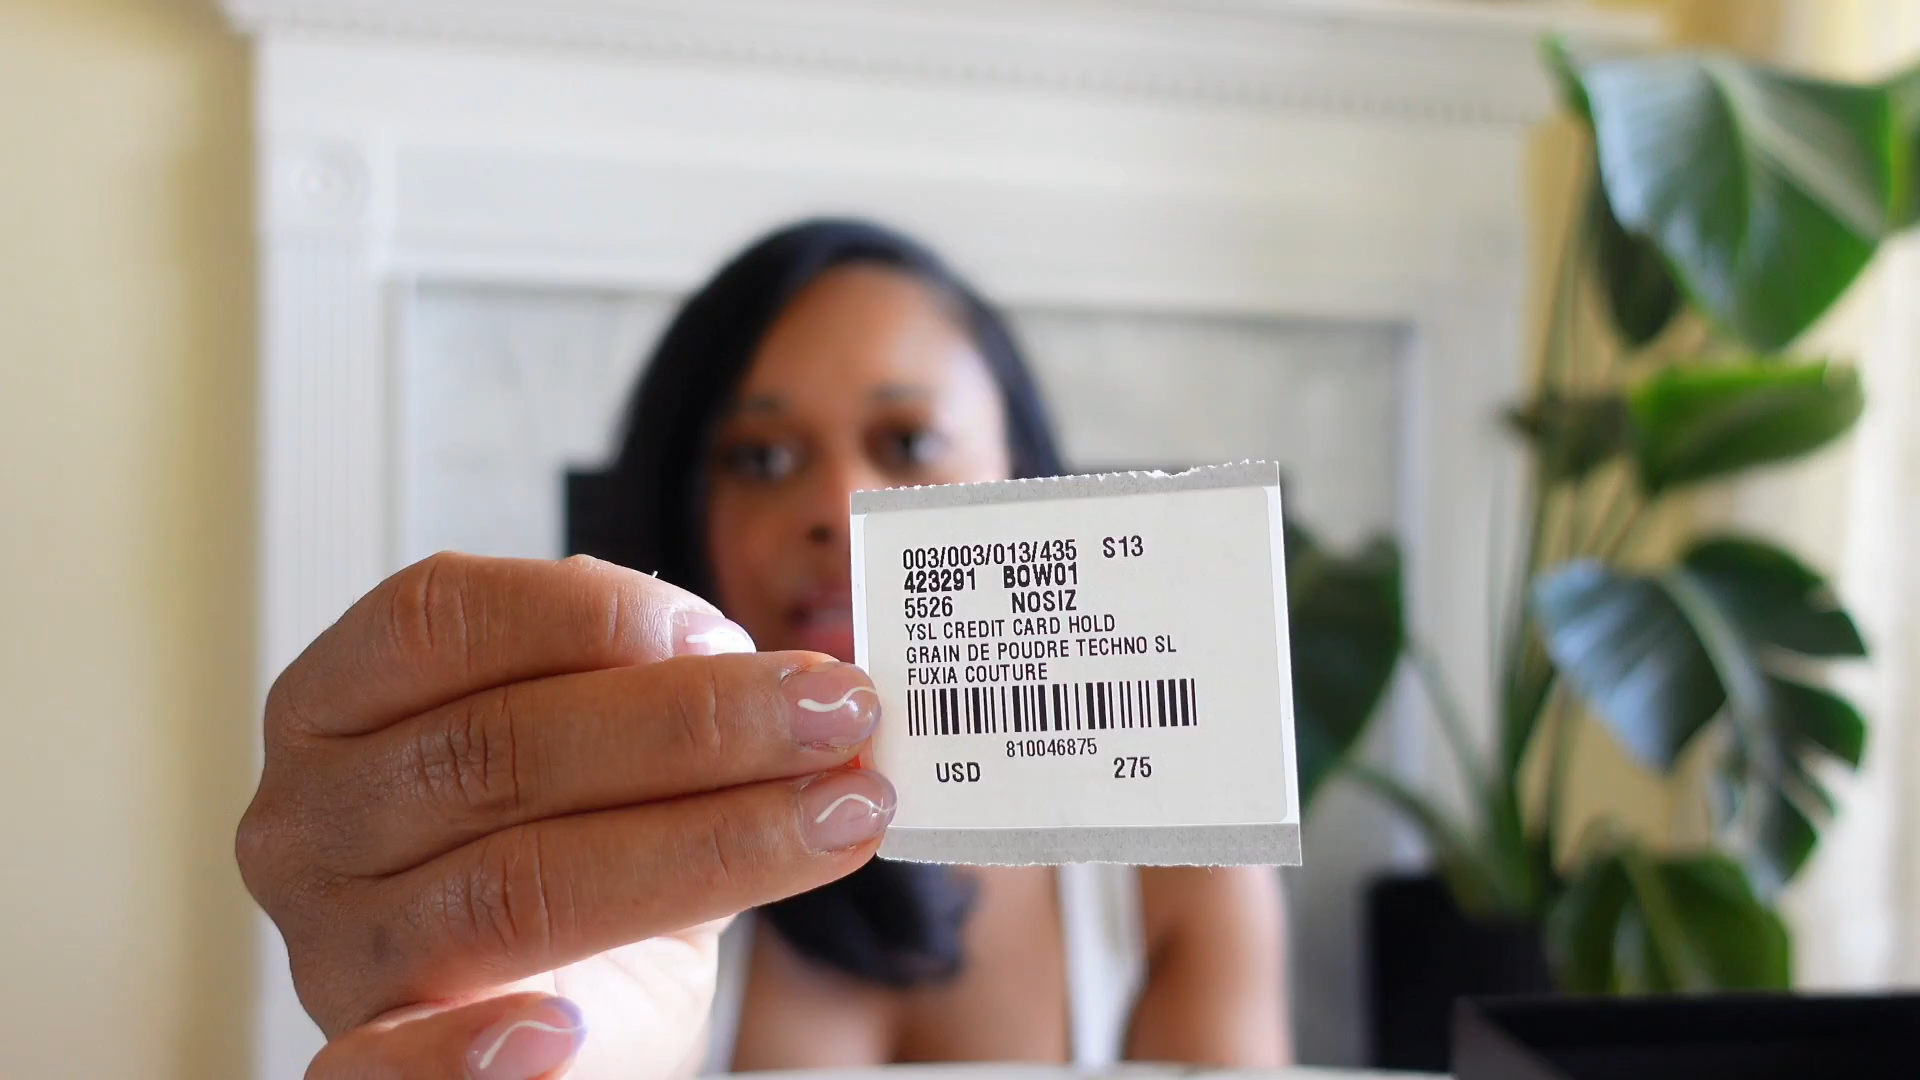 003/003/013/435 S13
423291 BOW01
5526 NOSIZ
YSL CREDIT CARD HOLD
GRAIN DE POUDRE TECHNO SL
FUXIA COUTURE
810046875
USD 275